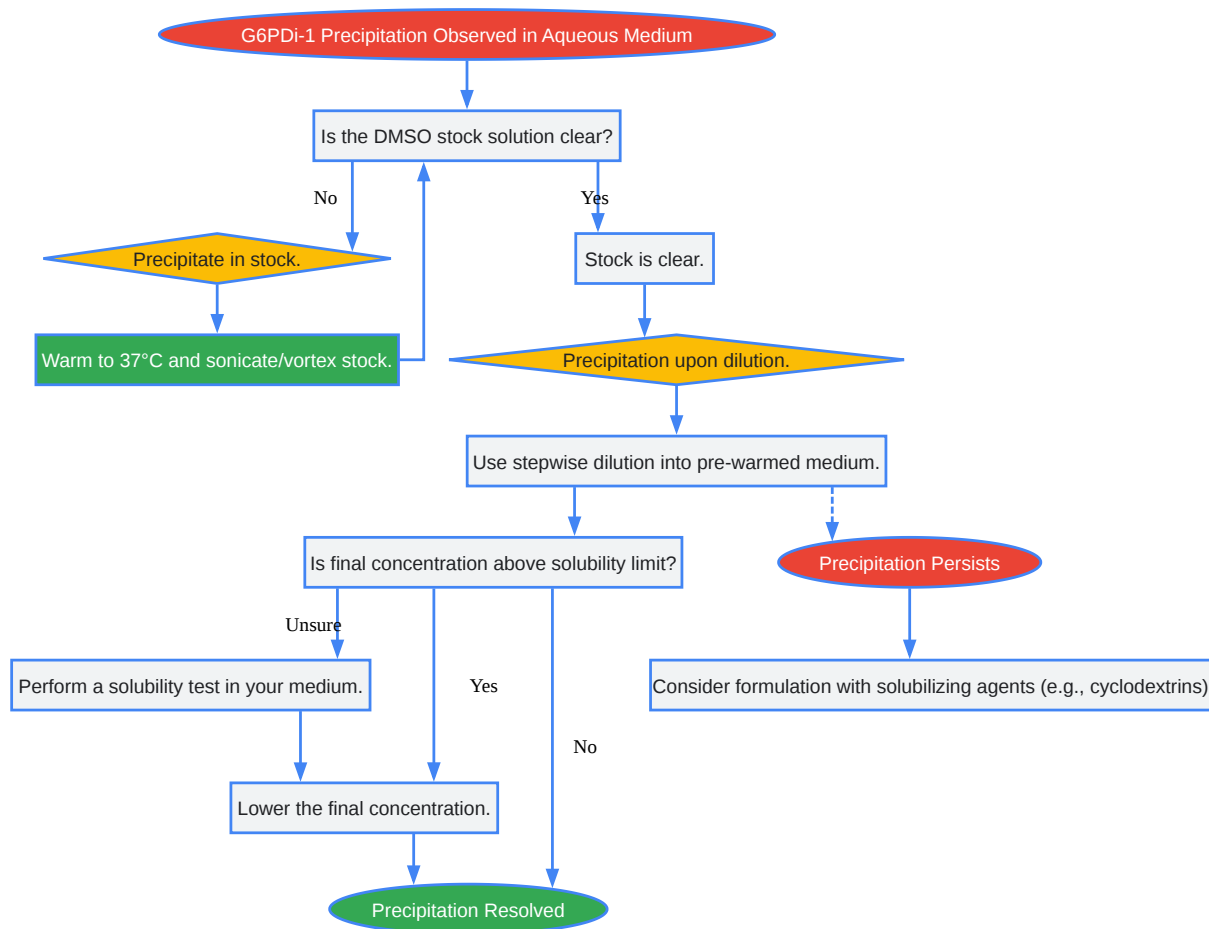 G6PDi-1 Precipitation Observed in Aqueous Medium
Is the DMSO stock solution clear?
No
Yes
Precipitate in stock.
Stock is clear.
Warm to 37°C and sonicate/vortex stock.
Precipitation upon dilution.
Use stepwise dilution into pre-warmed medium.
Is final concentration above solubility limit?
Precipitation Persists
Unsure
Perform a solubility test in your medium.
Yes
Consider formulation with solubilizing agents (e.g., cyclodextrins)
No
Lower the final concentration.
Precipitation Resolved